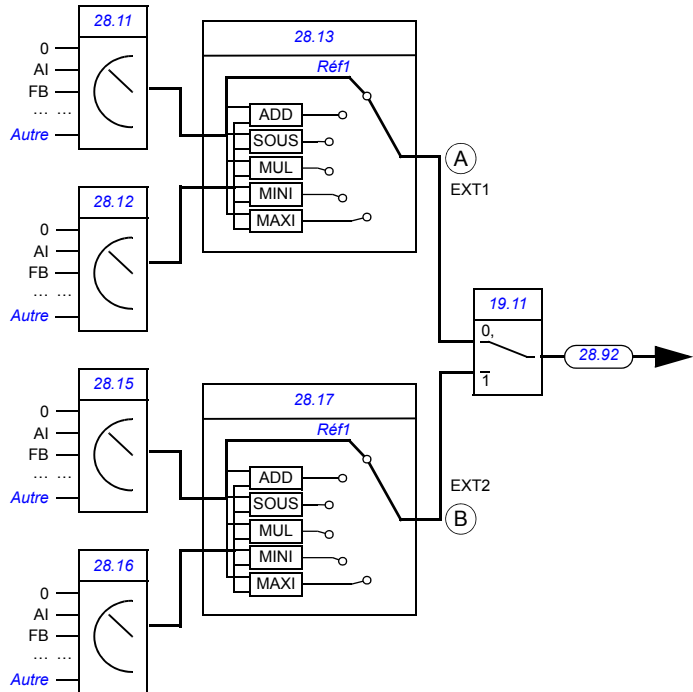 28.11
0
AI
FB
... ...
Autre
28.13
Réf1
ADD
SOUS
MUL
MINI
MAXI
A
EXT1
28.12
0
AI
FB
... ...
Autre
19.11
0,
1
28.92
28.15
0
AI
FB
... ...
Autre
28.17
Réf1
ADD
SOUS
MUL
MINI
MAXI
EXT2
B
28.16
0
AI
FB
... ...
Autre